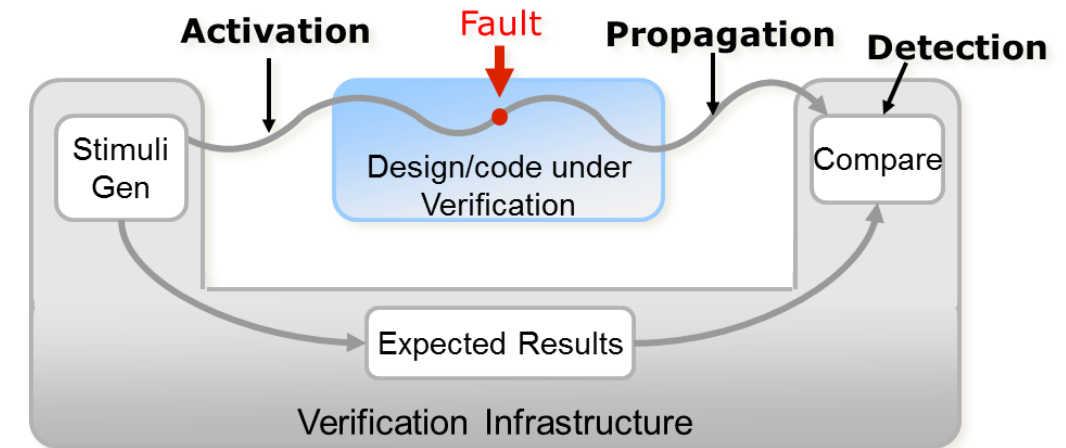 Activation
Fault
Propagation
Detection
Stimuli
Gen
Design/code under
Verification
Compare
Expected Results
Verification Infrastructure